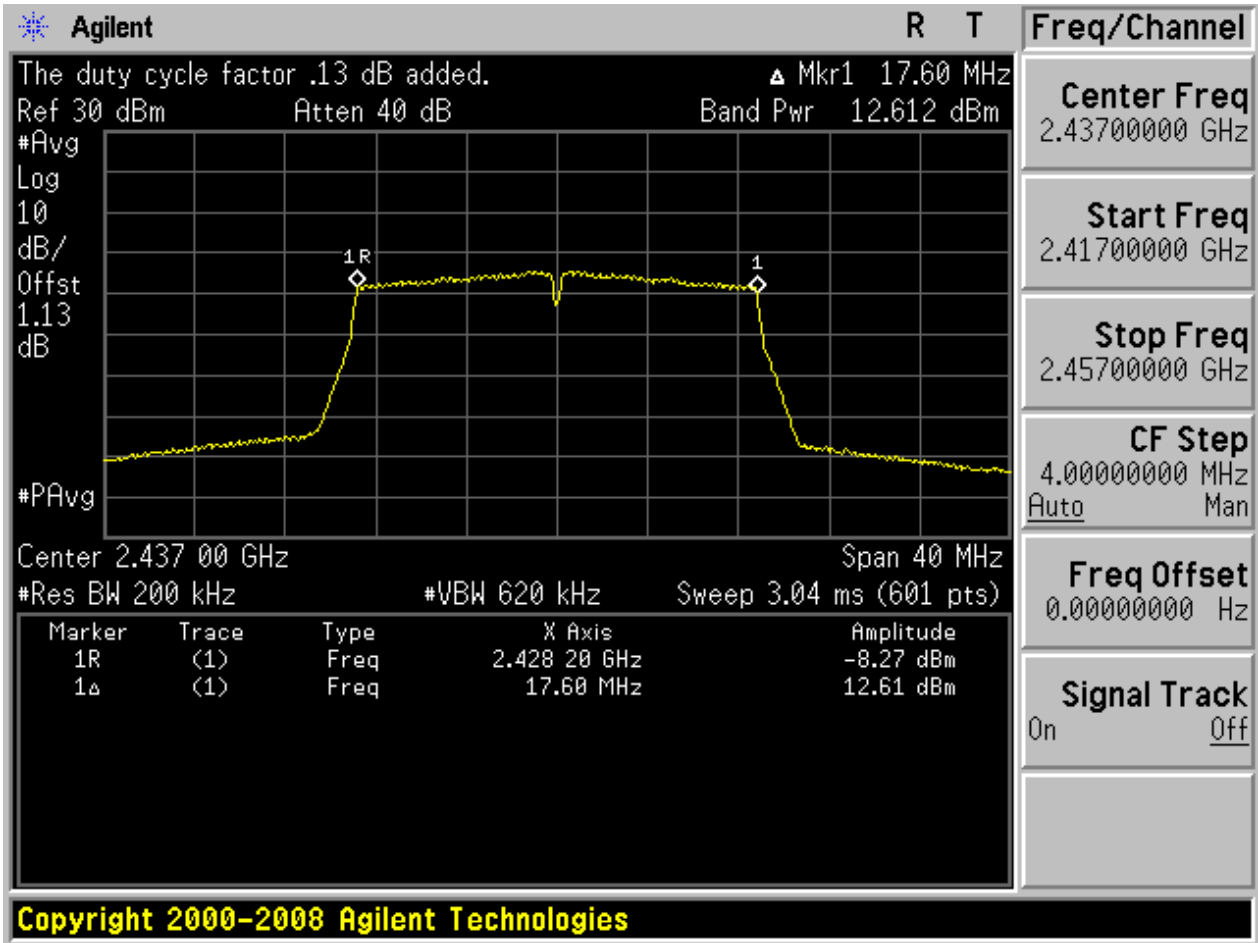 Agilent R T Freq/Channel
The duty cycle factor .13 dB added. Δ Mkr1 17.60 MHz
Ref 30 dBm Atten 40 dB Band Pwr 12.612 dBm
#Avg
Log
10
dB/
Offst
1.13
dB
#PAvg
1R
1
Center 2.437 00 GHz Span 40 MHz
#Res BW 200 kHz #VBW 620 kHz Sweep 3.04 ms (601 pts)
Marker Trace Type X Axis Amplitude
1R (1) Freq 2.428 20 GHz -8.27 dBm
1Δ (1) Freq 17.60 MHz 12.61 dBm
Center Freq
2.43700000 GHz
Start Freq
2.41700000 GHz
Stop Freq
2.45700000 GHz
CF Step
4.00000000 MHz
Auto Man
Freq Offset
0.00000000 Hz
Signal Track
On Off
Copyright 2000-2008 Agilent Technologies